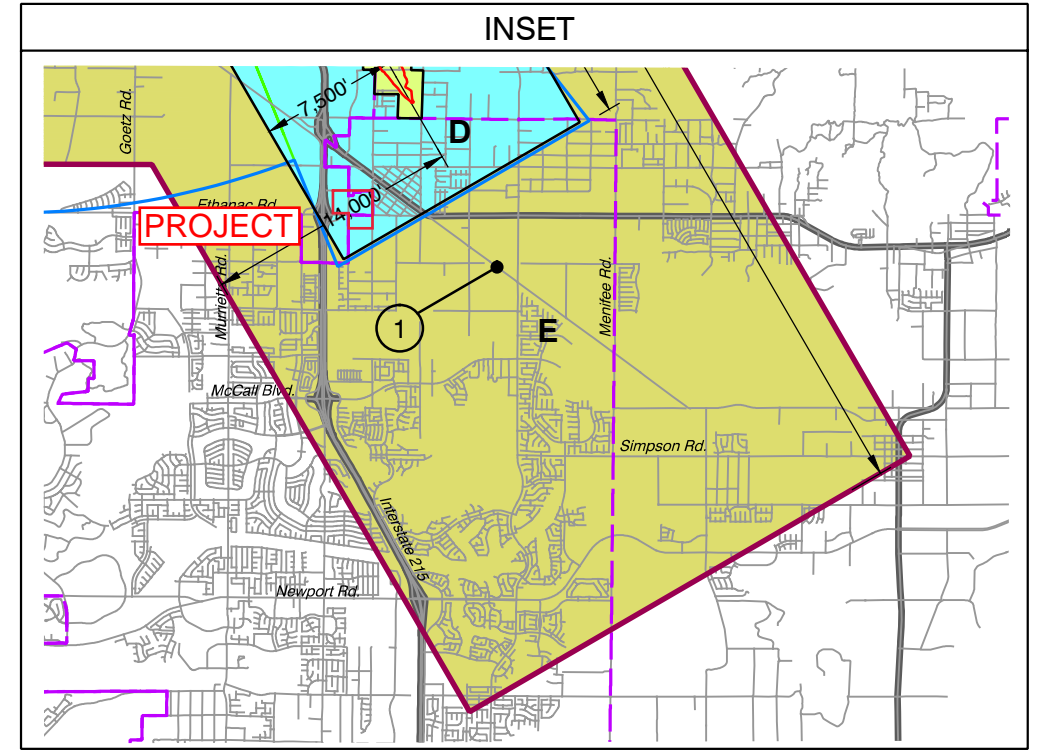 INSET
Goetz Rd.
7,500'
D
Ethanac Rd.
14,000'
PROJECT
Murrieta Rd.
1
E
Menifee Rd.
McCall Blvd.
Simpson Rd.
Interstate 215
Newport Rd.